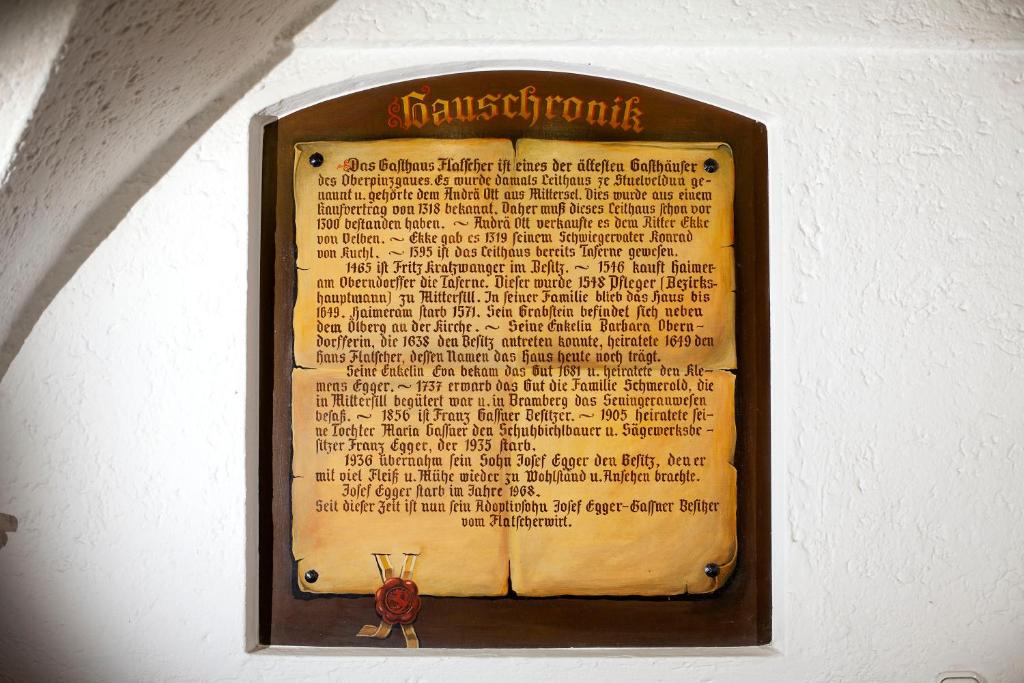 Hauschronik
Das Gasthaus Flatscher ist eines der ältesten Gasthäuser
des Oberpinzgaues. Es wurde damals Leithaus ze Stuelveldun ge-
nannt u. gehörte dem Andrä Ott aus Mittersel. Dies wurde aus einem
Kaufvertrag von 1318 bekannt. Daher muß dieses Leithaus schon vor
1300 bestanden haben. ~ Andrä Ott verkaufte es dem Ritter Ekke
von Velben. ~ Ekke gab es 1319 seinem Schwiegervater Konrad
von Kuchl. ~ 1395 ist das Leithaus bereits Taferne gewesen.
1465 ist Fritz Kratzwanger im Besitz. ~ 1546 kauft Haimer-
am Oberndorffer die Taferne. Dieser wurde 1548 Pfleger (Bezirks-
hauptmann) zu Mittersill. In seiner Familie blieb das Haus bis
1649. Haimeram starb 1571. Sein Grabstein befindet sich neben
dem Ölberg an der Kirche. ~ Seine Enkelin Barbara Obern-
dorfferin, die 1638 den Besitz antreten konnte, heiratete 1649 den
Hans Flatscher, dessen Namen das Haus heute noch trägt.
Seine Enkelin Eva bekam das Gut 1681 u. heiratete den Kle-
mens Egger. ~ 1737 erwarb das Gut die Familie Schmerold, die
in Mittersill begütert war u. in Bramberg das Seningeranwesen
besaß. ~ 1856 ist Franz Gassner Besitzer. ~ 1905 heiratete sei-
ne Tochter Maria Gassner den Schuhbichlbauer u. Sägewerksbe-
sitzer Franz Egger, der 1935 starb.
1936 übernahm sein Sohn Josef Egger den Besitz, den er
mit viel Fleiß u. Mühe wieder zu Wohlstand u. Ansehen brachte.
Josef Egger starb im Jahre 1968.
Seit dieser Zeit ist nun sein Adoptivsohn Josef Egger-Gassner Besitzer
vom Flatscherwirt.